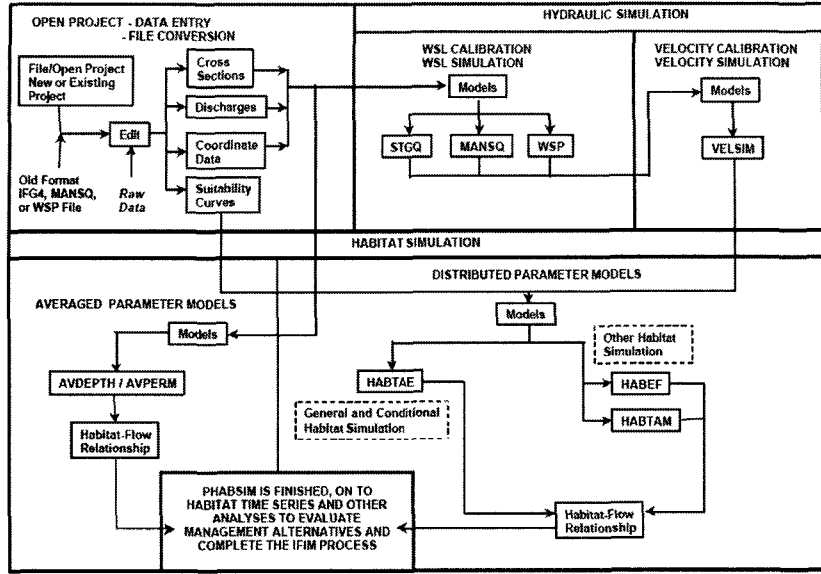 OPEN PROJECT - DATA ENTRY
- FILE CONVERSION
File/Open Project
New or Existing
Project
Edit
Old Format
IFG4, MANSQ,
or WSP File
Raw
Data
Cross
Sections
Discharges
Coordinate
Data
Suitability
Curves
HYDRAULIC SIMULATION
WSL CALIBRATION
WSL SIMULATION
Models
STGQ
MANSQ
WSP
VELOCITY CALIBRATION
VELOCITY SIMULATION
Models
VELSIM
HABITAT SIMULATION
AVERAGED PARAMETER MODELS
Models
AVDEPTH / AVPERM
Habitat-Flow
Relationship
DISTRIBUTED PARAMETER MODELS
Models
HABTAE
General and Conditional
Habitat Simulation
Other Habitat
Simulation
HABEF
HABTAM
Habitat-Flow
Relationship
PHABSIM IS FINISHED, ON TO
HABITAT TIME SERIES AND OTHER
ANALYSES TO EVALUATE
MANAGEMENT ALTERNATIVES AND
COMPLETE THE IFIM PROCESS